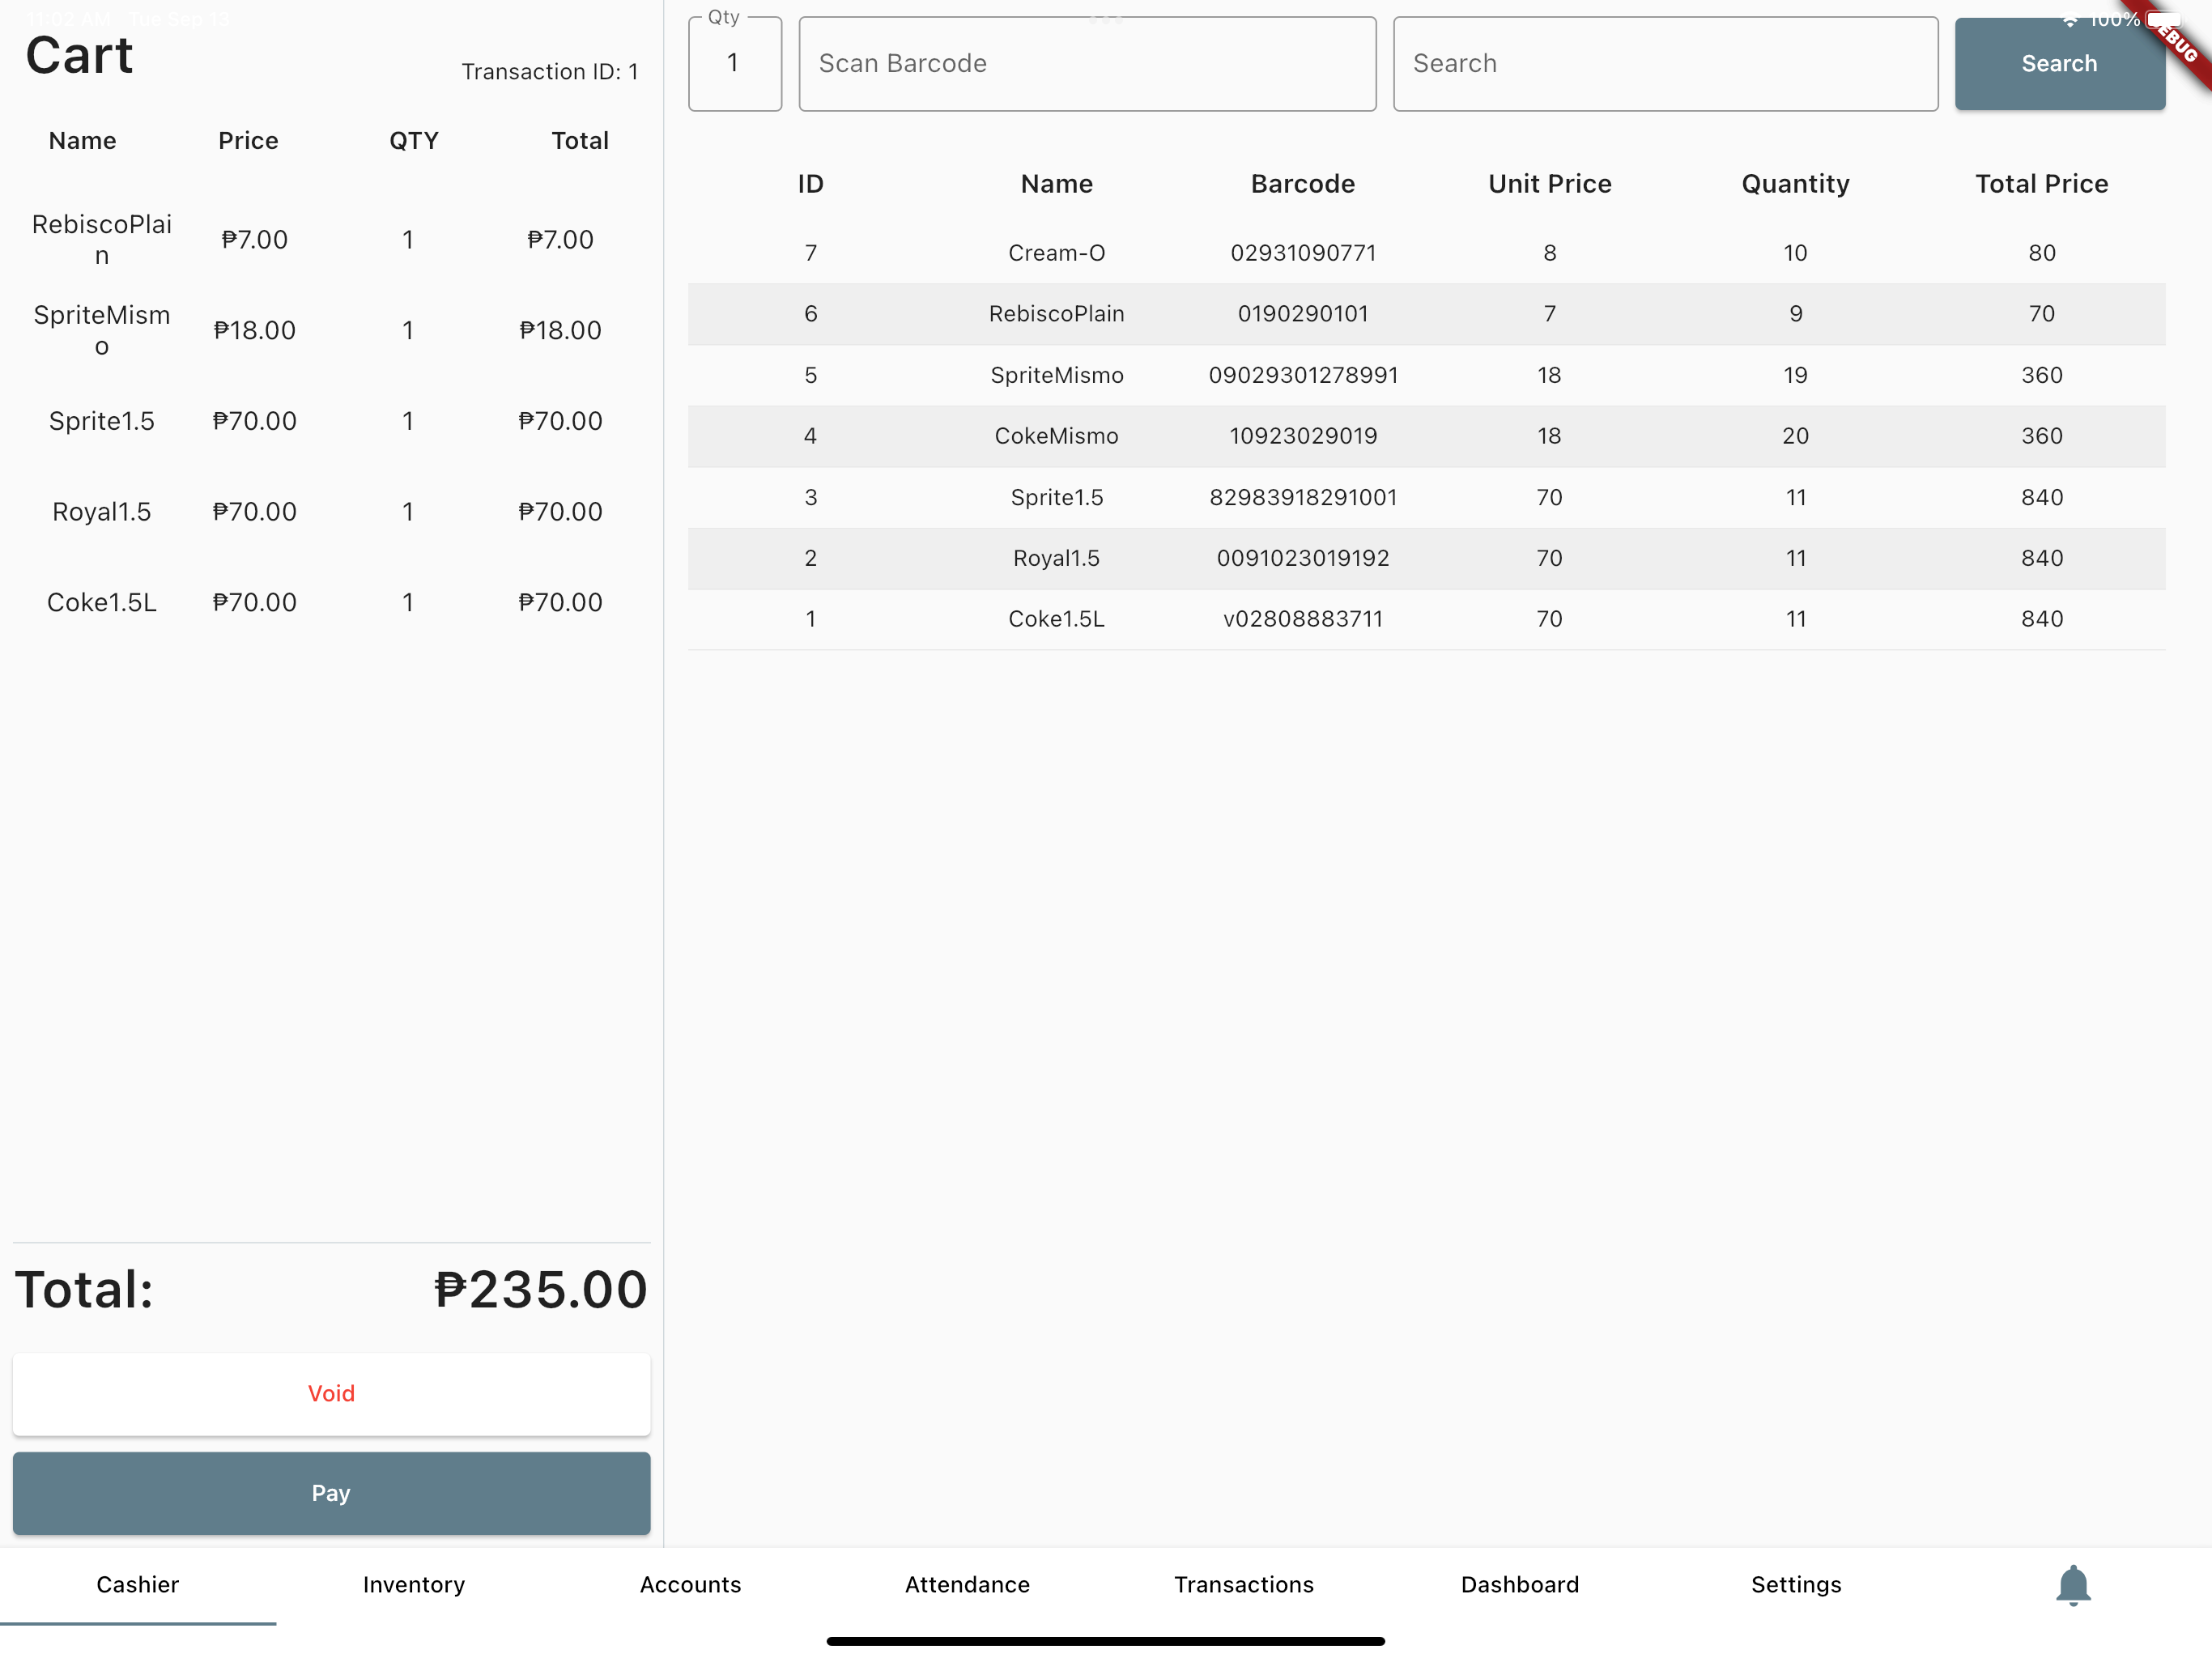 11:02 AM Tue Sep 13
100%
Cart
Transaction ID: 1
Name Price QTY Total
RebiscoPlai
n
₱7.00 1 ₱7.00
SpriteMism
o
₱18.00 1 ₱18.00
Sprite1.5 ₱70.00 1 ₱70.00
Royal1.5 ₱70.00 1 ₱70.00
Coke1.5L ₱70.00 1 ₱70.00
Total: ₱235.00
Void
Pay
Qty
1
Scan Barcode
Search
Search
ID Name Barcode Unit Price Quantity Total Price
7 Cream-O 02931090771 8 10 80
6 RebiscoPlain 0190290101 7 9 70
5 SpriteMismo 09029301278991 18 19 360
4 CokeMismo 10923029019 18 20 360
3 Sprite1.5 82983918291001 70 11 840
2 Royal1.5 0091023019192 70 11 840
1 Coke1.5L v02808883711 70 11 840
Cashier Inventory Accounts Attendance Transactions Dashboard Settings